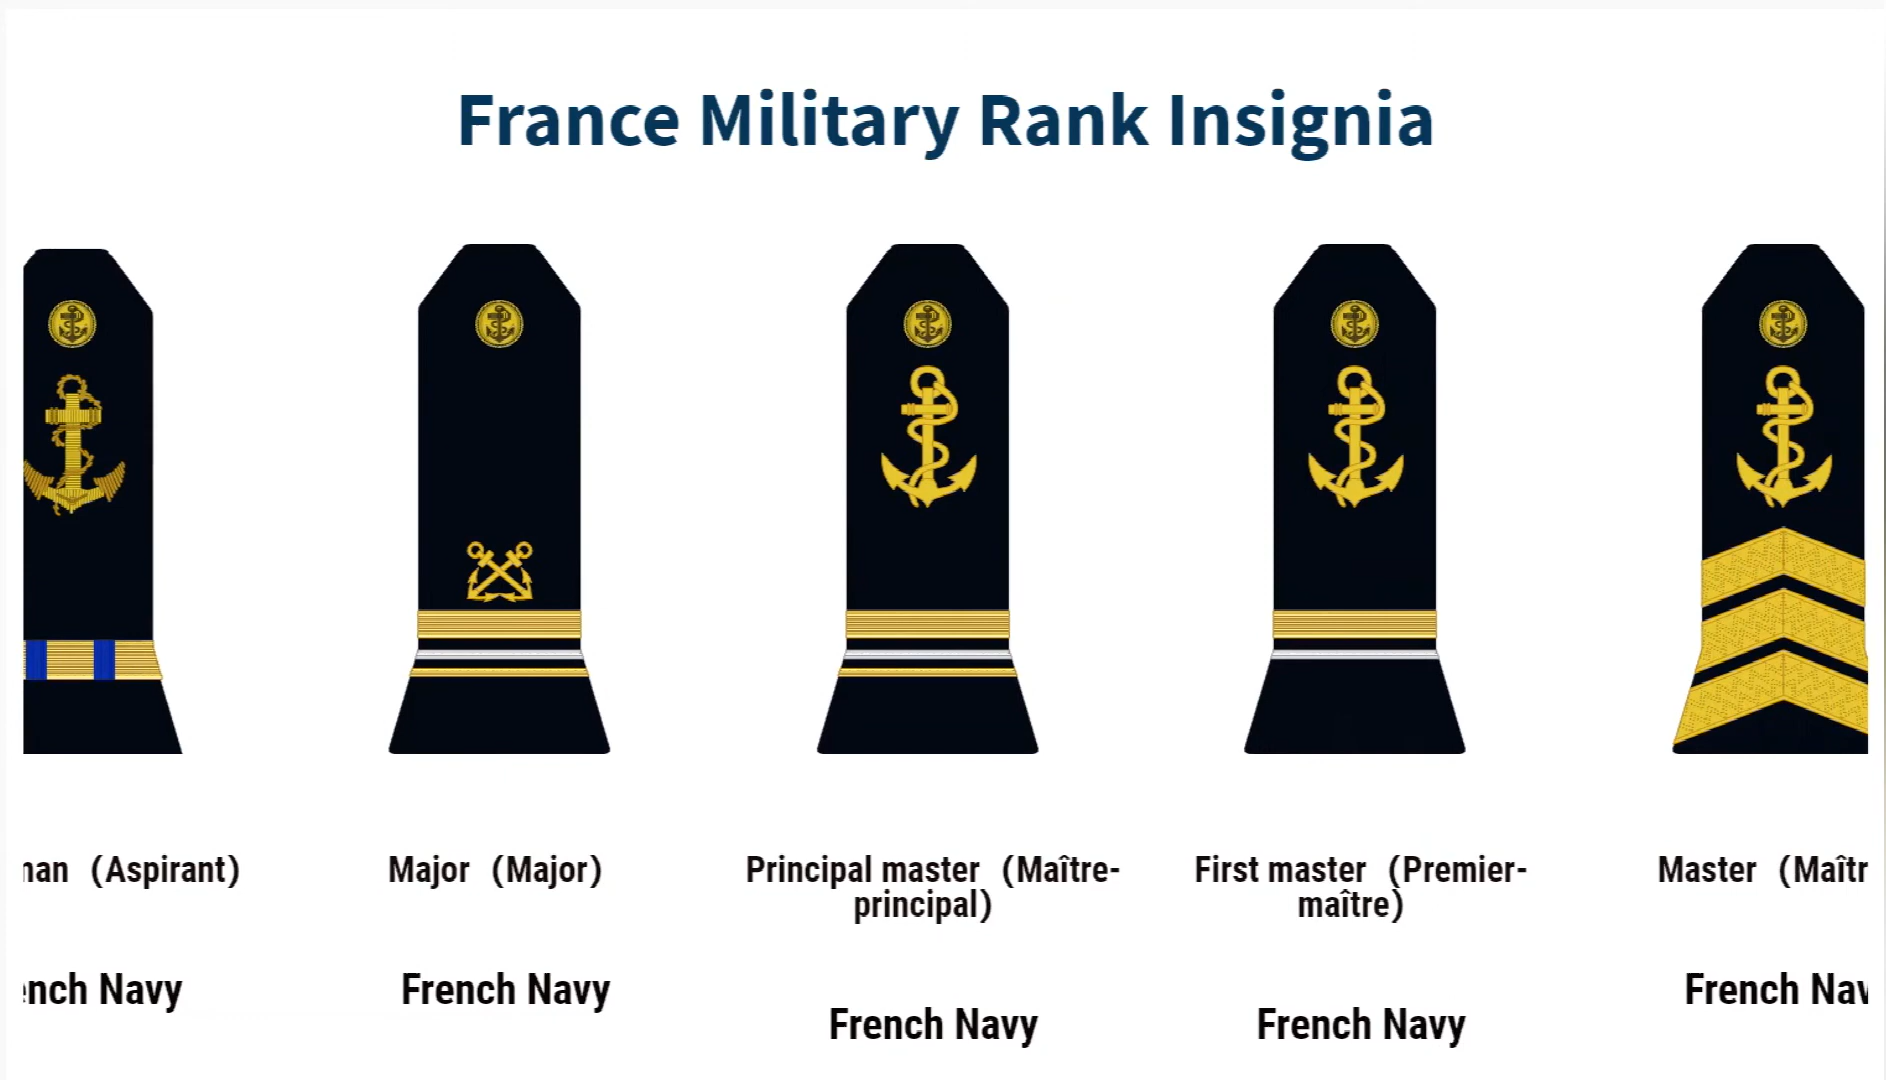 France Military Rank Insignia
(Aspirant)
Major (Major)
Principal master (Maître-
principal)
First master (Premier-
maître)
Master
Navy
French Navy
French Navy
French Navy
French